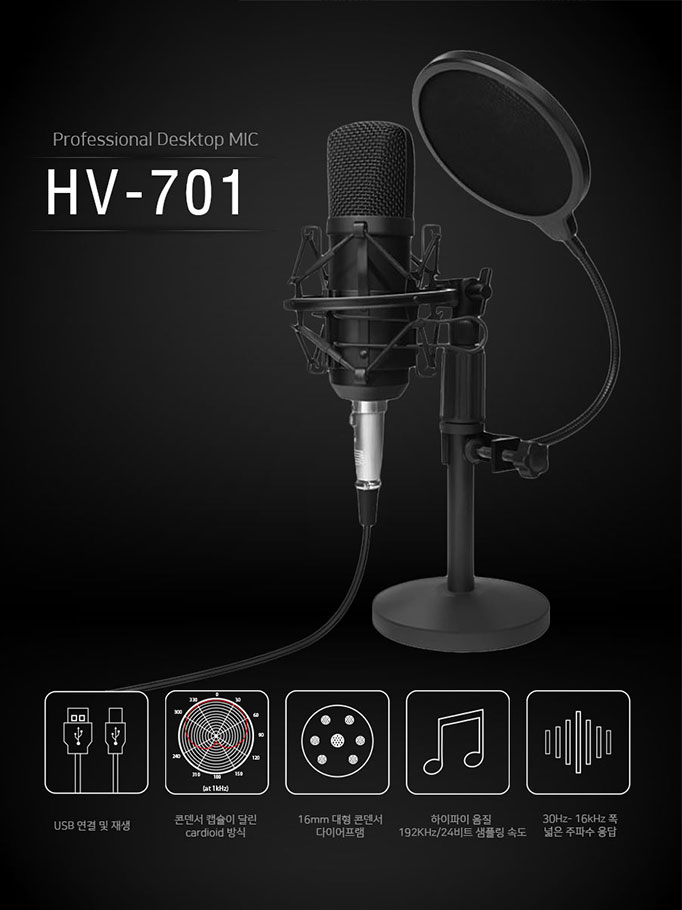 Professional Desktop MIC
HV-701
330
0
30
300
60
90
240
120
210
180
150
(at 1kHz)
USB 연결 및 재생
콘덴서 캡슐이 달린
cardioid 방식
16mm 대형 콘덴서
다이어프램
하이파이 음질
192KHz/24비트 샘플링 속도
30Hz- 16kHz 폭
넓은 주파수 응답